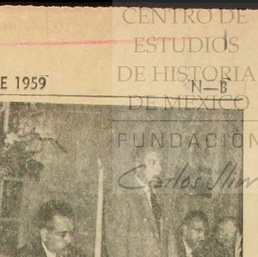 CENTRO DE
ESTUDIOS
DE HISTORIA
DE MÉXICO
E 1959
N-B
FUNDACIÓN
Carlos Slim